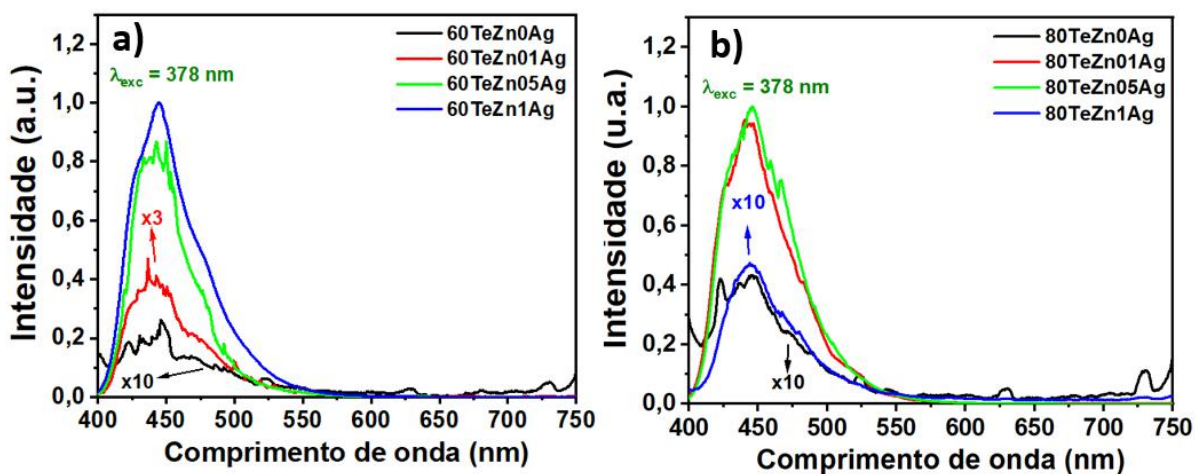 a)
λexc = 378 nm
60TeZn0Ag
60TeZn01Ag
60TeZn05Ag
60TeZn1Ag
x3
x10
Intensidade (a.u.)
1,2
1,0
0,8
0,6
0,4
0,2
0,0
400 450 500 550 600 650 700 750
Comprimento de onda (nm)
b)
λexc = 378 nm
80TeZn0Ag
80TeZn01Ag
80TeZn05Ag
80TeZn1Ag
x10
x10
Intensidade (u.a.)
1,2
1,0
0,8
0,6
0,4
0,2
0,0
400 450 500 550 600 650 700 750
Comprimento de onda (nm)